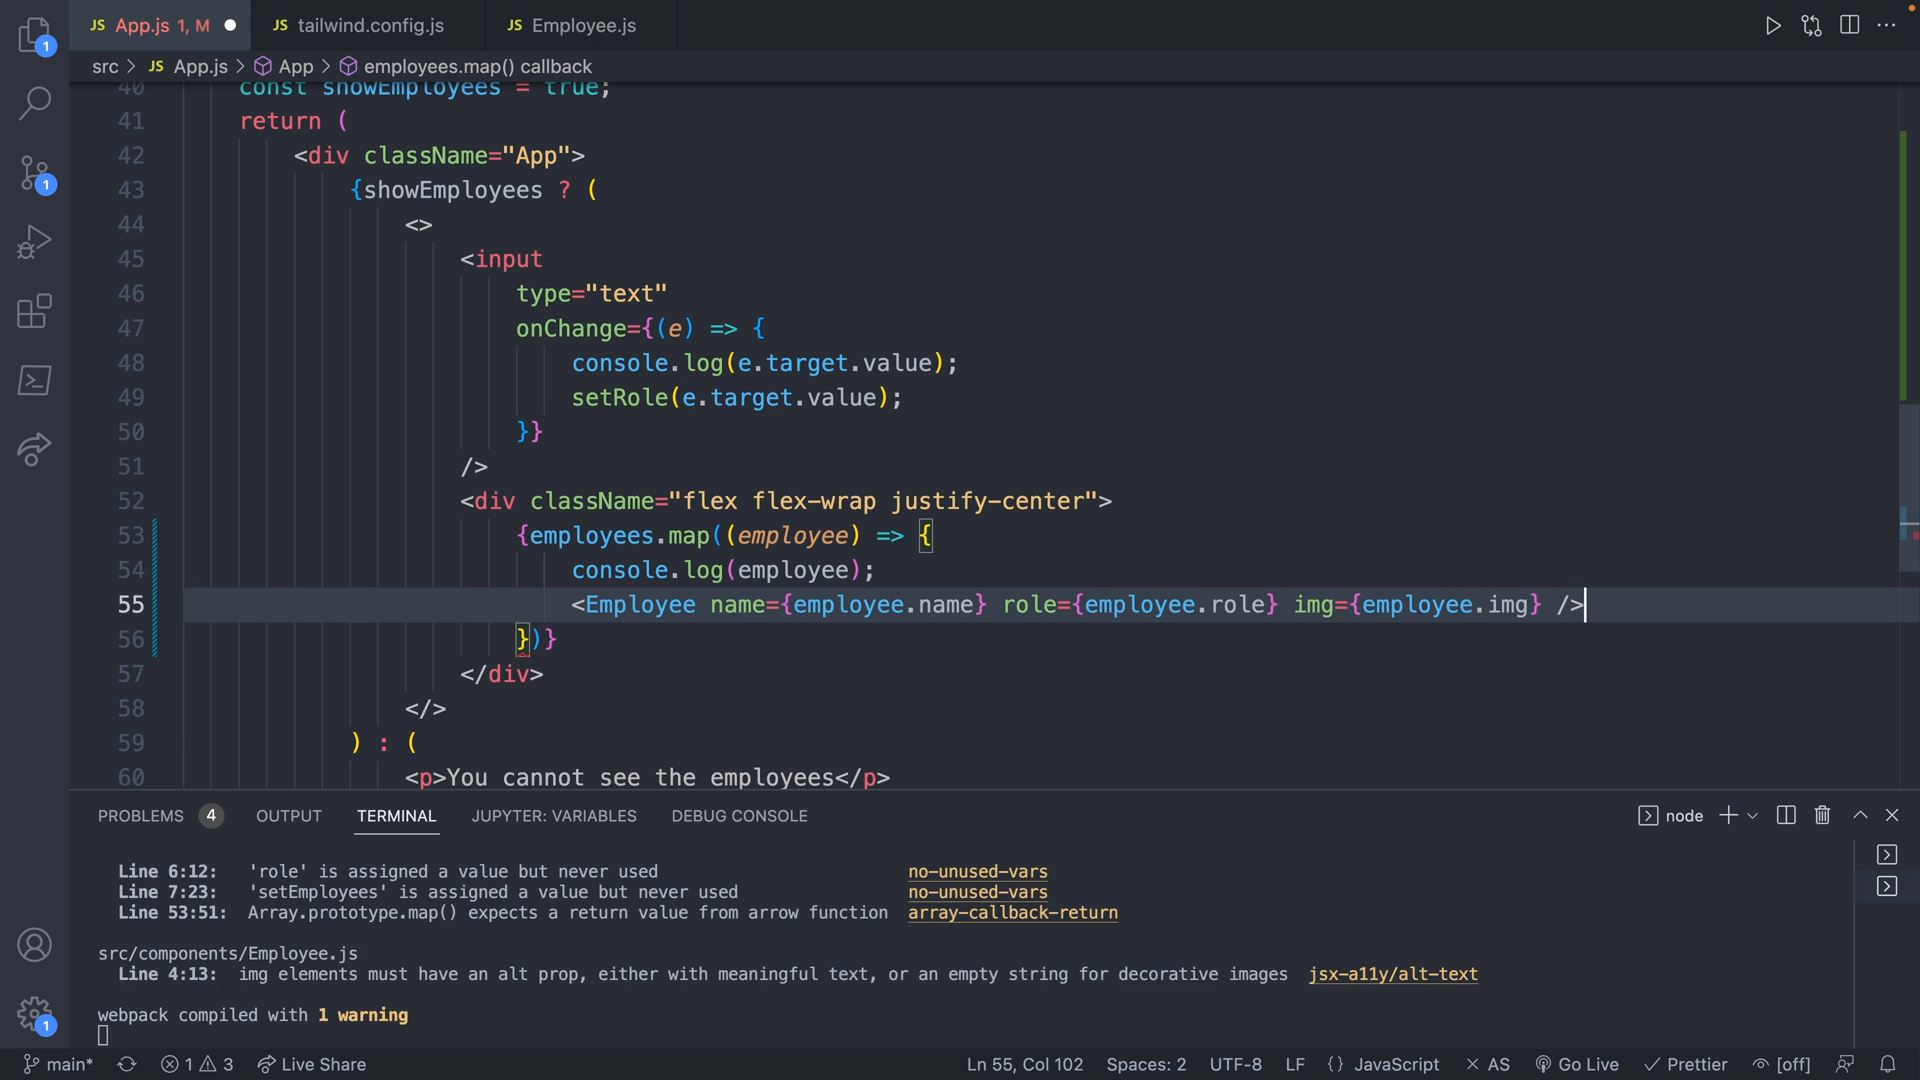 1
JS App.js 1, M
JS tailwind.config.js
JS Employee.js
src > JS App.js > App > employees.map() callback
40 const showEmployees = true;
41 return (
42 <div className="App">
43 {showEmployees ? (
44 <>
45 <input
46 type="text"
47 onChange={(e) => {
48 console.log(e.target.value);
49 setRole(e.target.value);
50 }}
51 />
52 <div className="flex flex-wrap justify-center">
53 {employees.map((employee) => {
54 console.log(employee);
55 <Employee name={employee.name} role={employee.role} img={employee.img} />
56 })}
57 </div>
58 </>
59 ) : (
60 <p>You cannot see the employees</p>
1
PROBLEMS 4 OUTPUT TERMINAL JUPYTER: VARIABLES DEBUG CONSOLE
node
Line 6:12: 'role' is assigned a value but never used no-unused-vars
Line 7:23: 'setEmployees' is assigned a value but never used no-unused-vars
Line 53:51: Array.prototype.map() expects a return value from arrow function array-callback-return
src/components/Employee.js
Line 4:13: img elements must have an alt prop, either with meaningful text, or an empty string for decorative images jsx-a11y/alt-text
webpack compiled with 1 warning
1
main* 1 3 Live Share Ln 55, Col 102 Spaces: 2 UTF-8 LF {} JavaScript × AS Go Live ✓ Prettier [off]